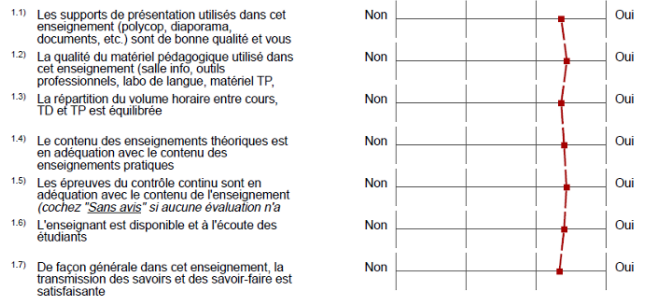 1.1) Les supports de présentation utilisés dans cet Non Oui
enseignement (polycop, diaporama,
documents, etc.) sont de bonne qualité et vous
1.2) La qualité du matériel pédagogique utilisé dans Non Oui
cet enseignement (salle info, outils
professionnels, labo de langue, matériel TP,
1.3) La répartition du volume horaire entre cours, Non Oui
TD et TP est équilibrée
1.4) Le contenu des enseignements théoriques est Non Oui
en adéquation avec le contenu des
enseignements pratiques
1.5) Les épreuves du contrôle continu sont en Non Oui
adéquation avec le contenu de l'enseignement
(cochez "Sans avis" si aucune évaluation n'a
1.6) L'enseignant est disponible et à l'écoute des Non Oui
étudiants
1.7) De façon générale dans cet enseignement, la Non Oui
transmission des savoirs et des savoir-faire est
satisfaisante